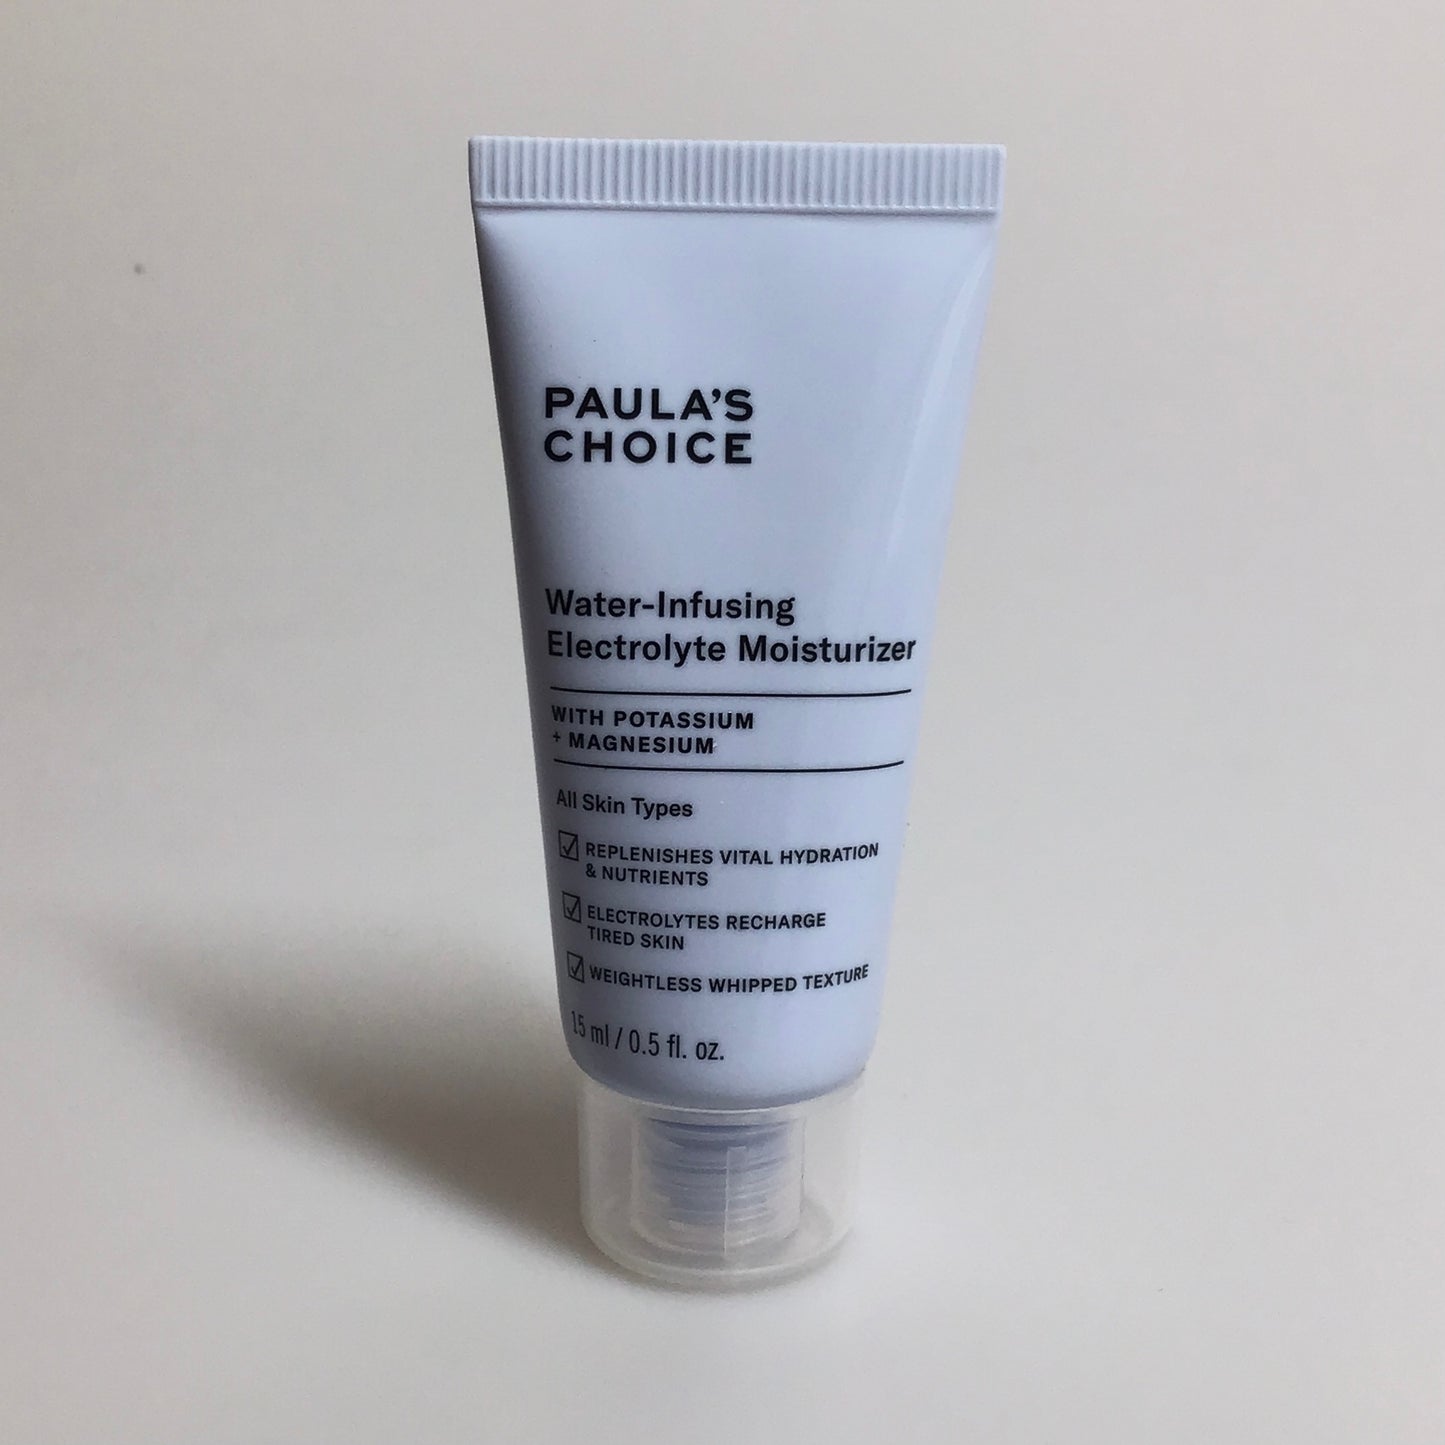 PAULA'S
CHOICE
Water-Infusing
Electrolyte Moisturizer
WITH POTASSIUM
+ MAGNESIUM
All Skin Types
REPLENISHES VITAL HYDRATION
& NUTRIENTS
ELECTROLYTES RECHARGE
TIRED SKIN
WEIGHTLESS WHIPPED TEXTURE
15 ml / 0.5 fl. oz.